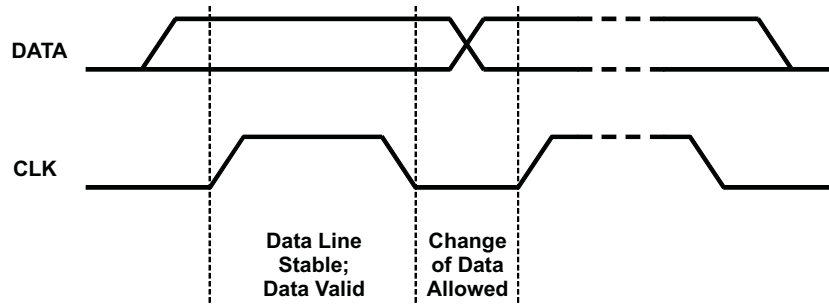 DATA
CLK
Data Line
Stable;
Data Valid
Change
of Data
Allowed